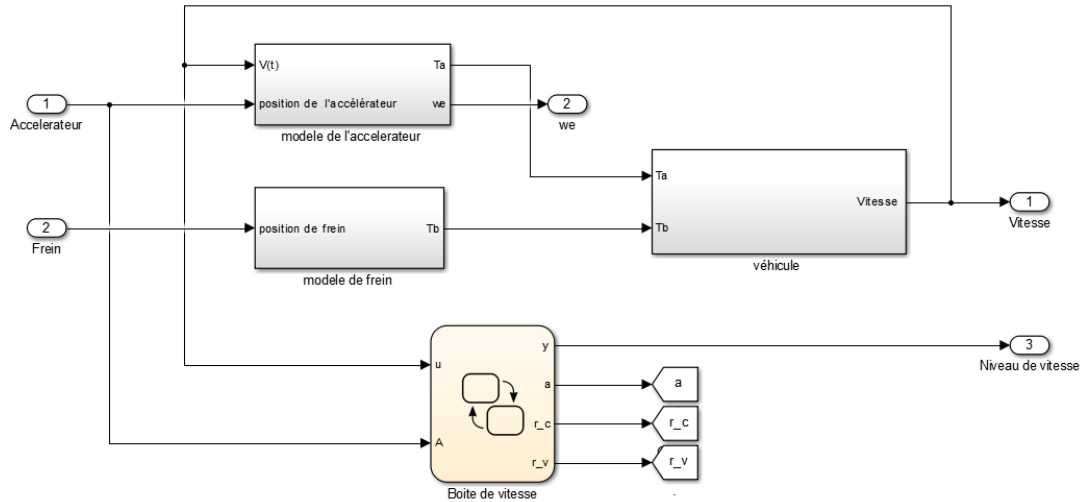 V(t)
Ta
1
position de l'accélérateur
we
2
Accelerateur
modele de l'accelerateur
we
Ta
Vitesse
1
2
position de frein
Tb
Tb
Frein
Vitesse
modele de frein
véhicule
y
3
u
Niveau de vitesse
a
a
r_c
r_c
A
r_v
r_v
Boite de vitesse